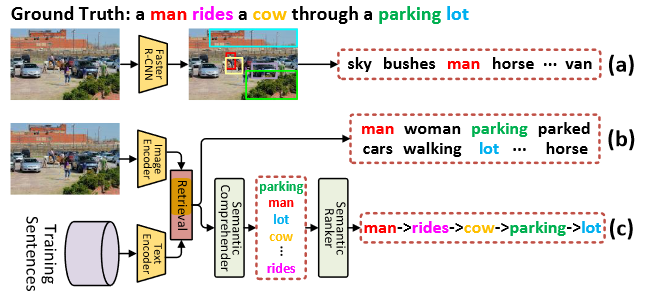 Ground Truth: a man rides a cow through a parking lot
Faster
R-CNN
sky bushes man horse ··· van
(a)
Image
Encoder
Retrieval
man woman parking parked
cars walking lot ··· horse
(b)
Training
Sentences
Text
Encoder
Semantic
Comprehender
parking
man
lot
cow
···
rides
Semantic
Ranker
man->rides->cow->parking->lot
(c)